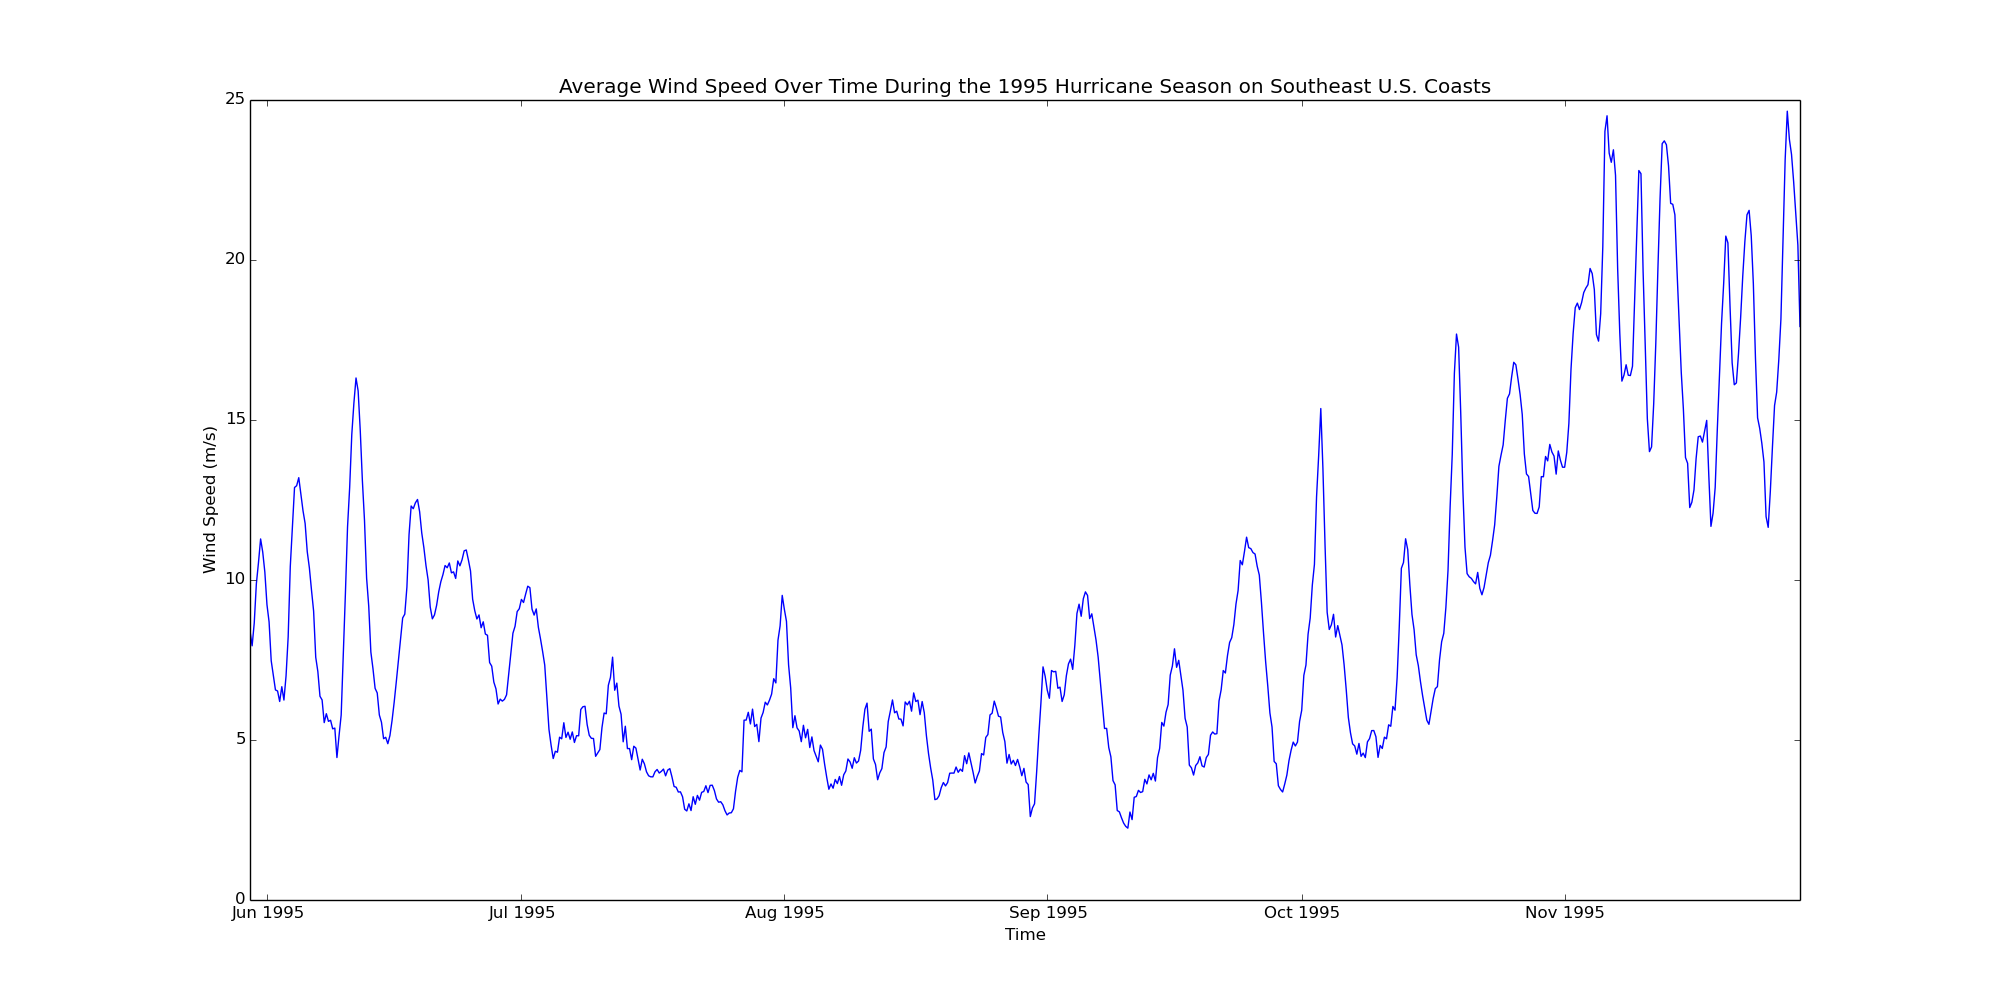 Average Wind Speed Over Time During the 1995 Hurricane Season on Southeast U.S. Coasts
25
20
15
10
5
0
Wind Speed (m/s)
Jun 1995 Jul 1995 Aug 1995 Sep 1995 Oct 1995 Nov 1995
Time